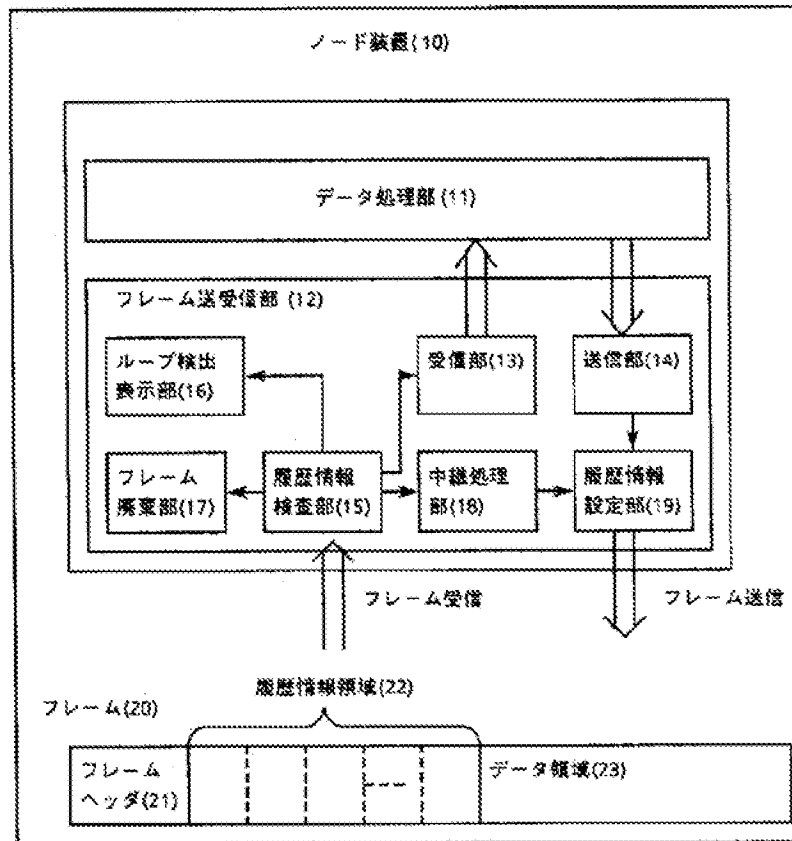 ノード装置(10)
データ処理部(11)
フレーム送受信部(12)
ループ検出
表示部(16)
受信部(13)
送信部(14)
フレーム
廃棄部(17)
履歴情報
検査部(15)
中継処理
部(18)
履歴情報
設定部(19)
フレーム受信
フレーム送信
履歴情報領域(22)
フレーム(20)
フレーム
ヘッダ(21)
データ領域(23)